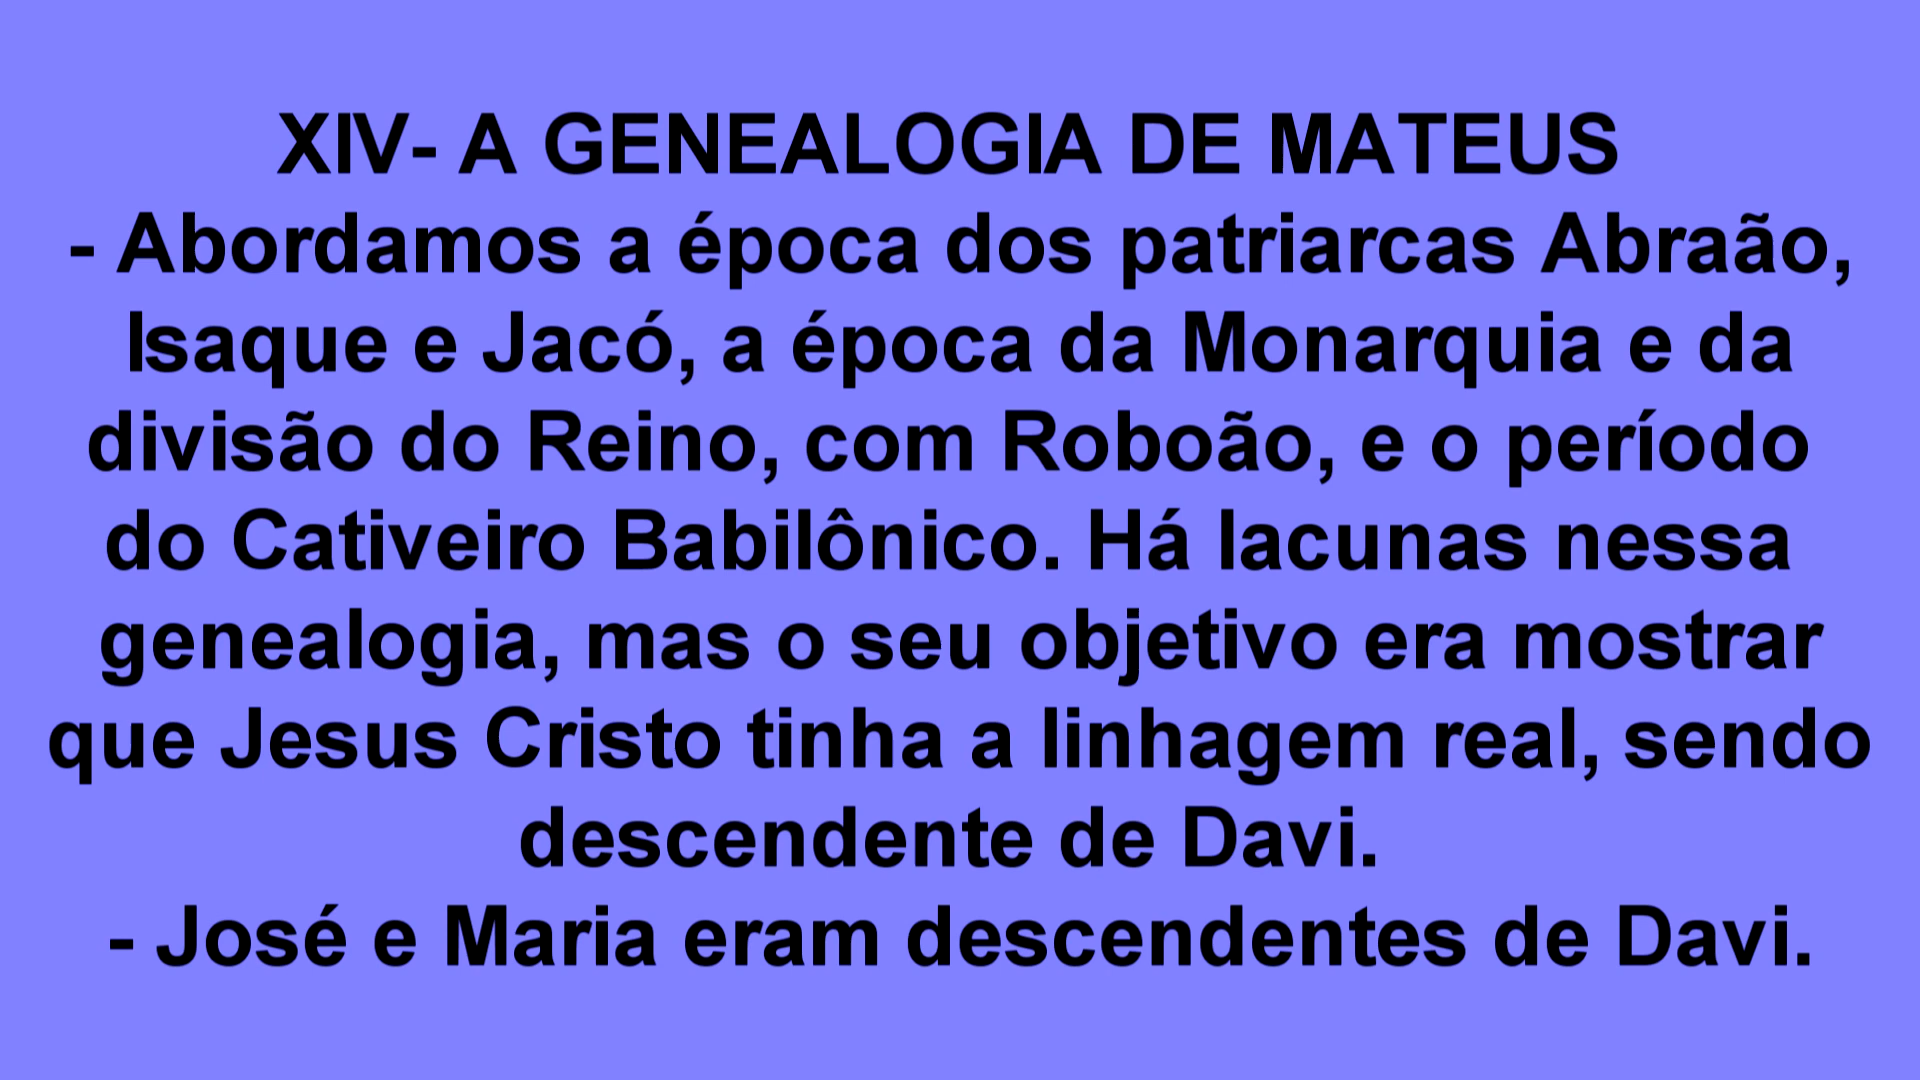 XIV- A GENEALOGIA DE MATEUS
- Abordamos a época dos patriarcas Abraão,
Isaque e Jacó, a época da Monarquia e da
divisão do Reino, com Roboão, e o período
do Cativeiro Babilônico. Há lacunas nessa
genealogia, mas o seu objetivo era mostrar
que Jesus Cristo tinha a linhagem real, sendo
descendente de Davi.
- José e Maria eram descendentes de Davi.